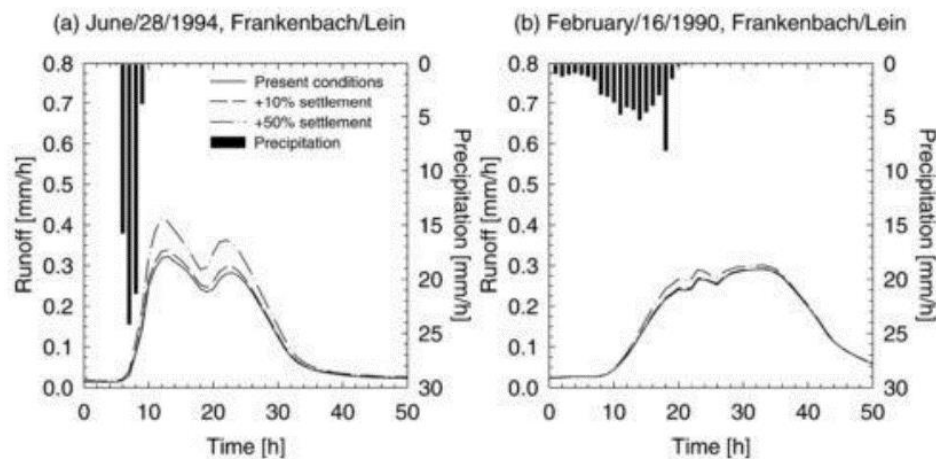 (a) June/28/1994, Frankenbach/Lein
(b) February/16/1990, Frankenbach/Lein
0.8
0.7
0.6
0.5
0.4
0.3
0.2
0.1
0.0
Runoff [mm/h]
Present conditions
+10% settlement
+50% settlement
Precipitation
0
5
10
15
20
25
30
Precipitation [mm/h]
0 10 20 30 40 50
Time [h]
0.8
0.7
0.6
0.5
0.4
0.3
0.2
0.1
0.0
Runoff [mm/h]
0
5
10
15
20
25
30
Precipitation [mm/h]
0 10 20 30 40 50
Time [h]